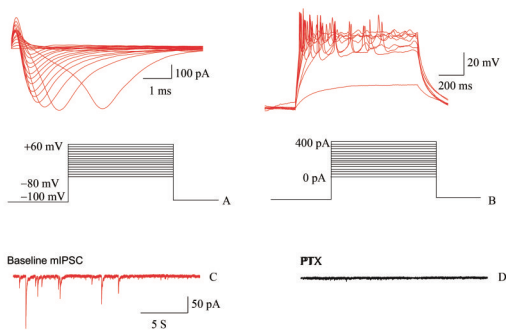 100 pA
1 ms
20 mV
200 ms
+60 mV
−80 mV
−100 mV
A
400 pA
0 pA
B
Baseline mIPSC
C
50 pA
5 S
PTX
D